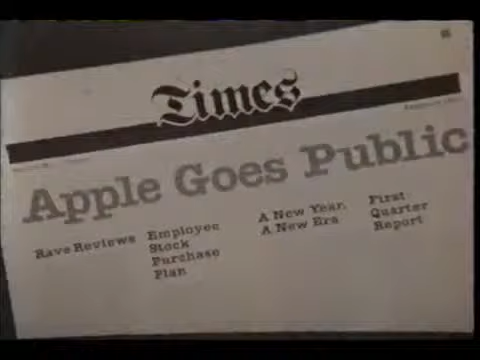 Times
Apple Goes Public
Rave Reviews
Employee
Stock
Purchase
Plan
A New Year,
A New Era
First
Quarter
Report